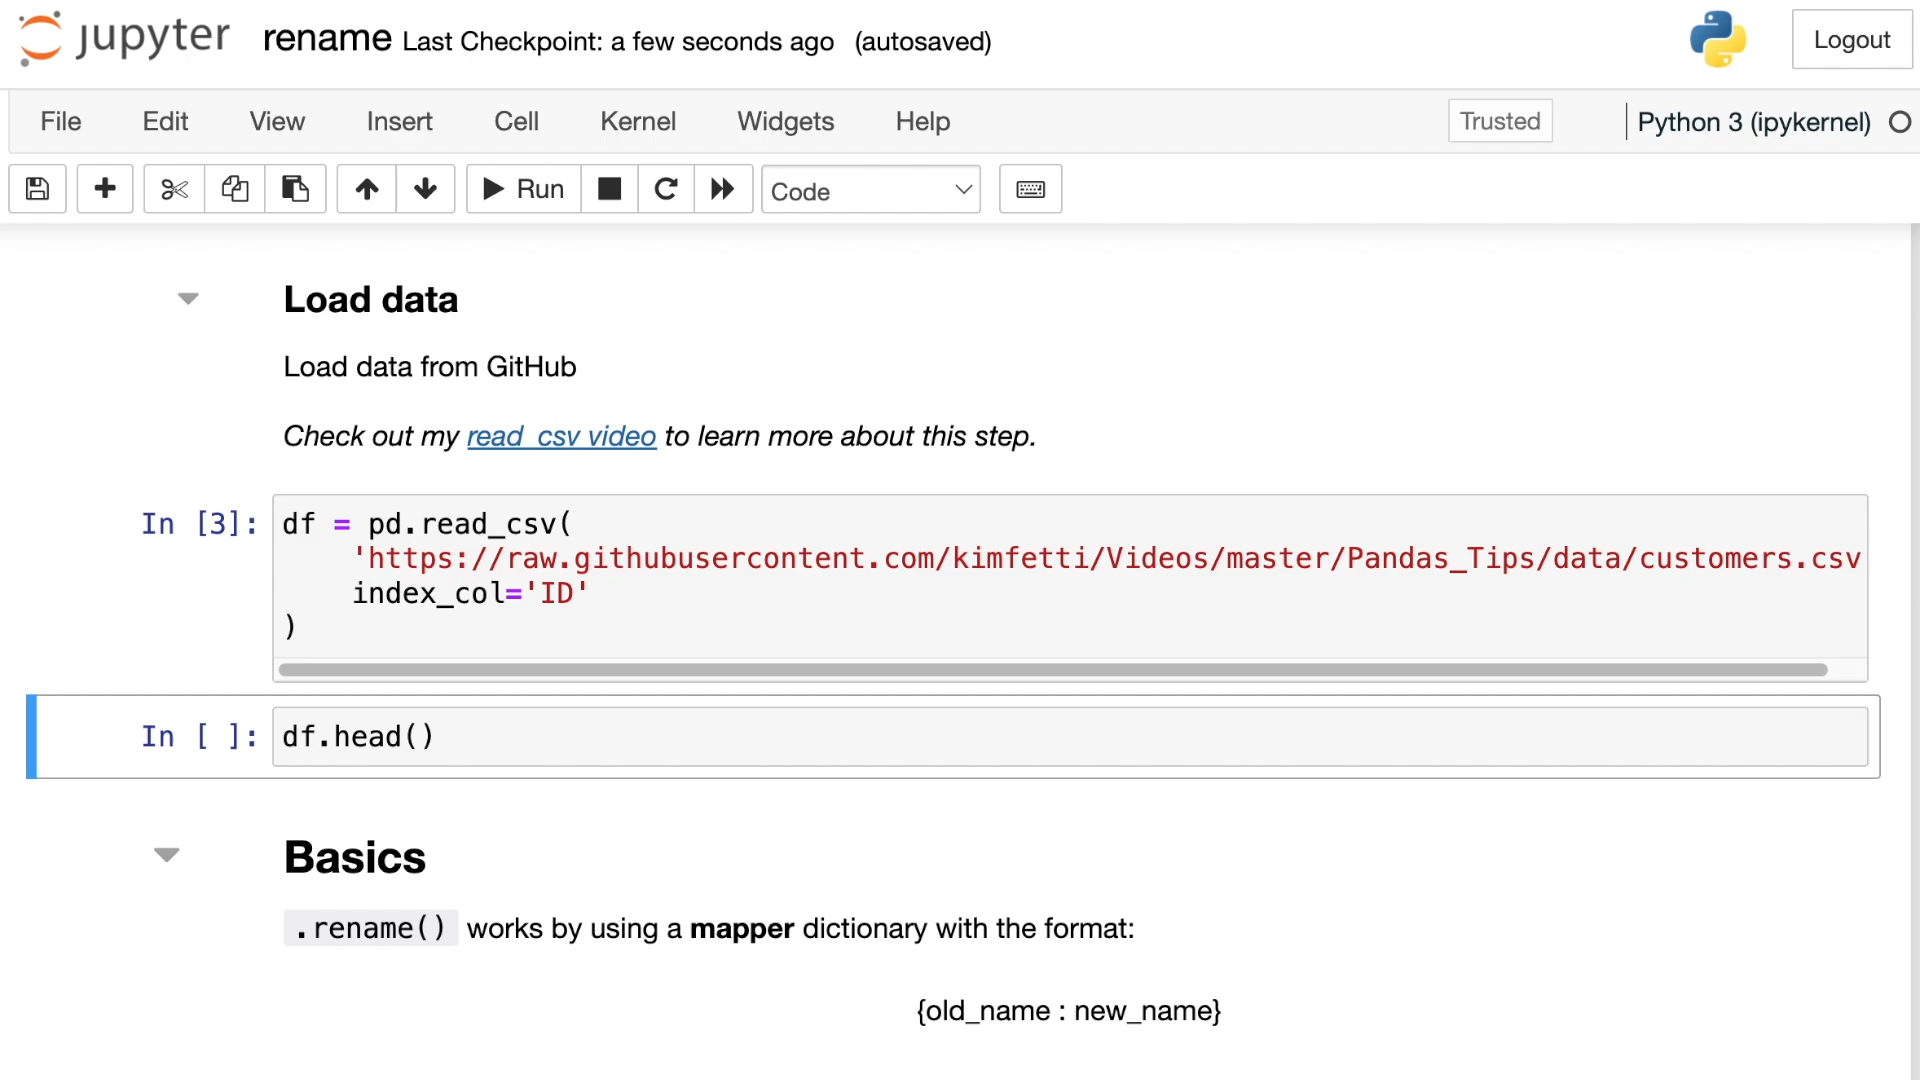 jupyter rename Last Checkpoint: a few seconds ago (autosaved) Logout
File Edit View Insert Cell Kernel Widgets Help Trusted Python 3 (ipykernel)
Run Code
Load data
Load data from GitHub
Check out my read_csv video to learn more about this step.
In [3]: df = pd.read_csv(
'https://raw.githubusercontent.com/kimfetti/Videos/master/Pandas_Tips/data/customers.csv
index_col='ID'
)
In [ ]: df.head()
Basics
.rename() works by using a mapper dictionary with the format:
{old_name : new_name}